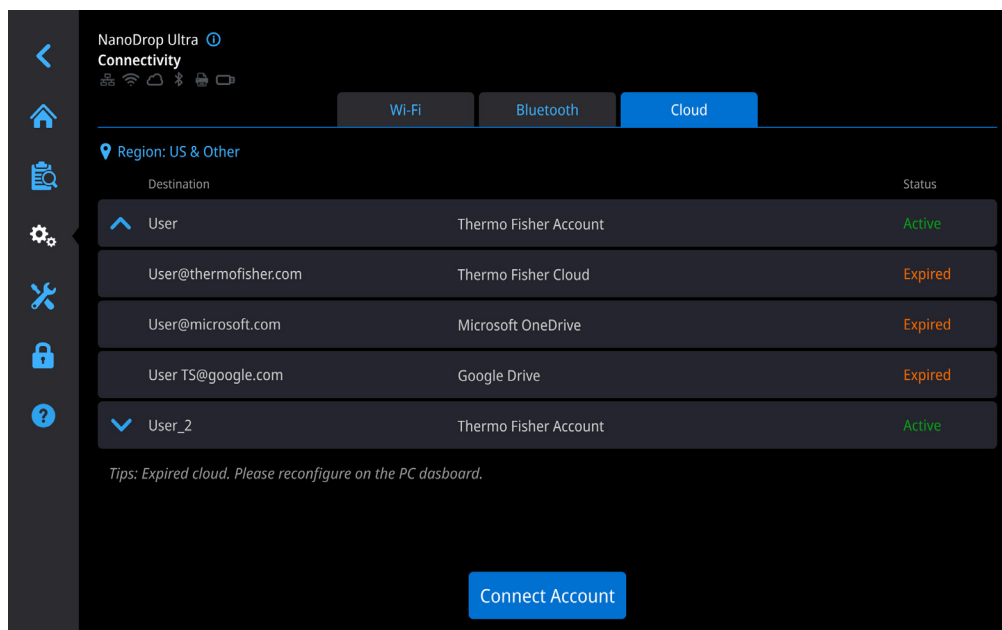 NanoDrop Ultra
Connectivity
Wi-Fi Bluetooth Cloud
Region: US & Other
Destination Status
User Thermo Fisher Account Active
User@thermofisher.com Thermo Fisher Cloud Expired
User@microsoft.com Microsoft OneDrive Expired
User TS@google.com Google Drive Expired
User_2 Thermo Fisher Account Active
Tips: Expired cloud. Please reconfigure on the PC dasboard.
Connect Account